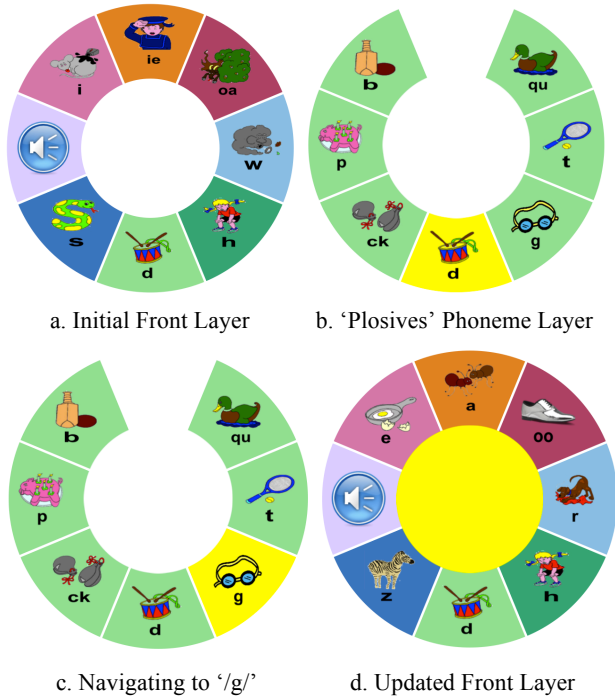 ie
i
oa
w
s
h
d
b
qu
p
t
ck
g
d
a. Initial Front Layer
b. ‘Plosives’ Phoneme Layer
b
qu
p
t
ck
g
d
a
e
oo
r
z
h
d
c. Navigating to ‘/g/’
d. Updated Front Layer